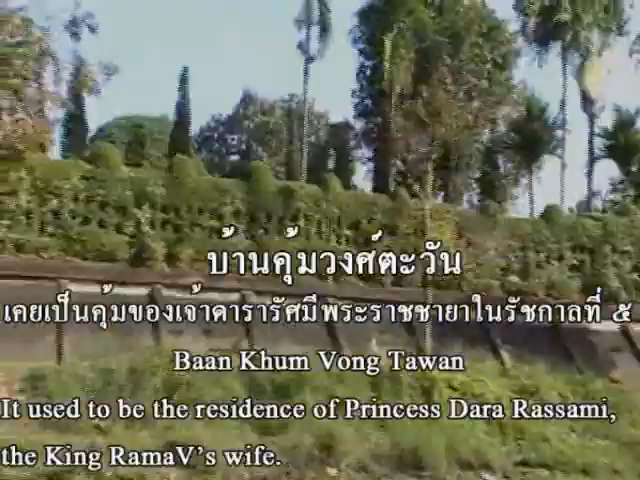 บ้านคุ้มวงศ์ตะวัน
เคยเป็นคุ้มของเจ้าดารารัศมีพระราชชายาในรัชกาลที่ ๕
Baan Khum Vong Tawan
It used to be the residence of Princess Dara Rassami,
the King RamaV's wife.